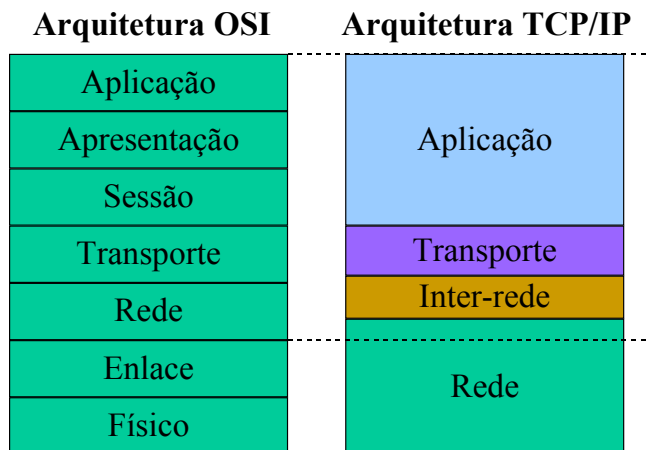 Arquitetura OSI
Aplicação
Apresentação
Sessão
Transporte
Rede
Enlace
Físico
Arquitetura TCP/IP
Aplicação
Transporte
Inter-rede
Rede